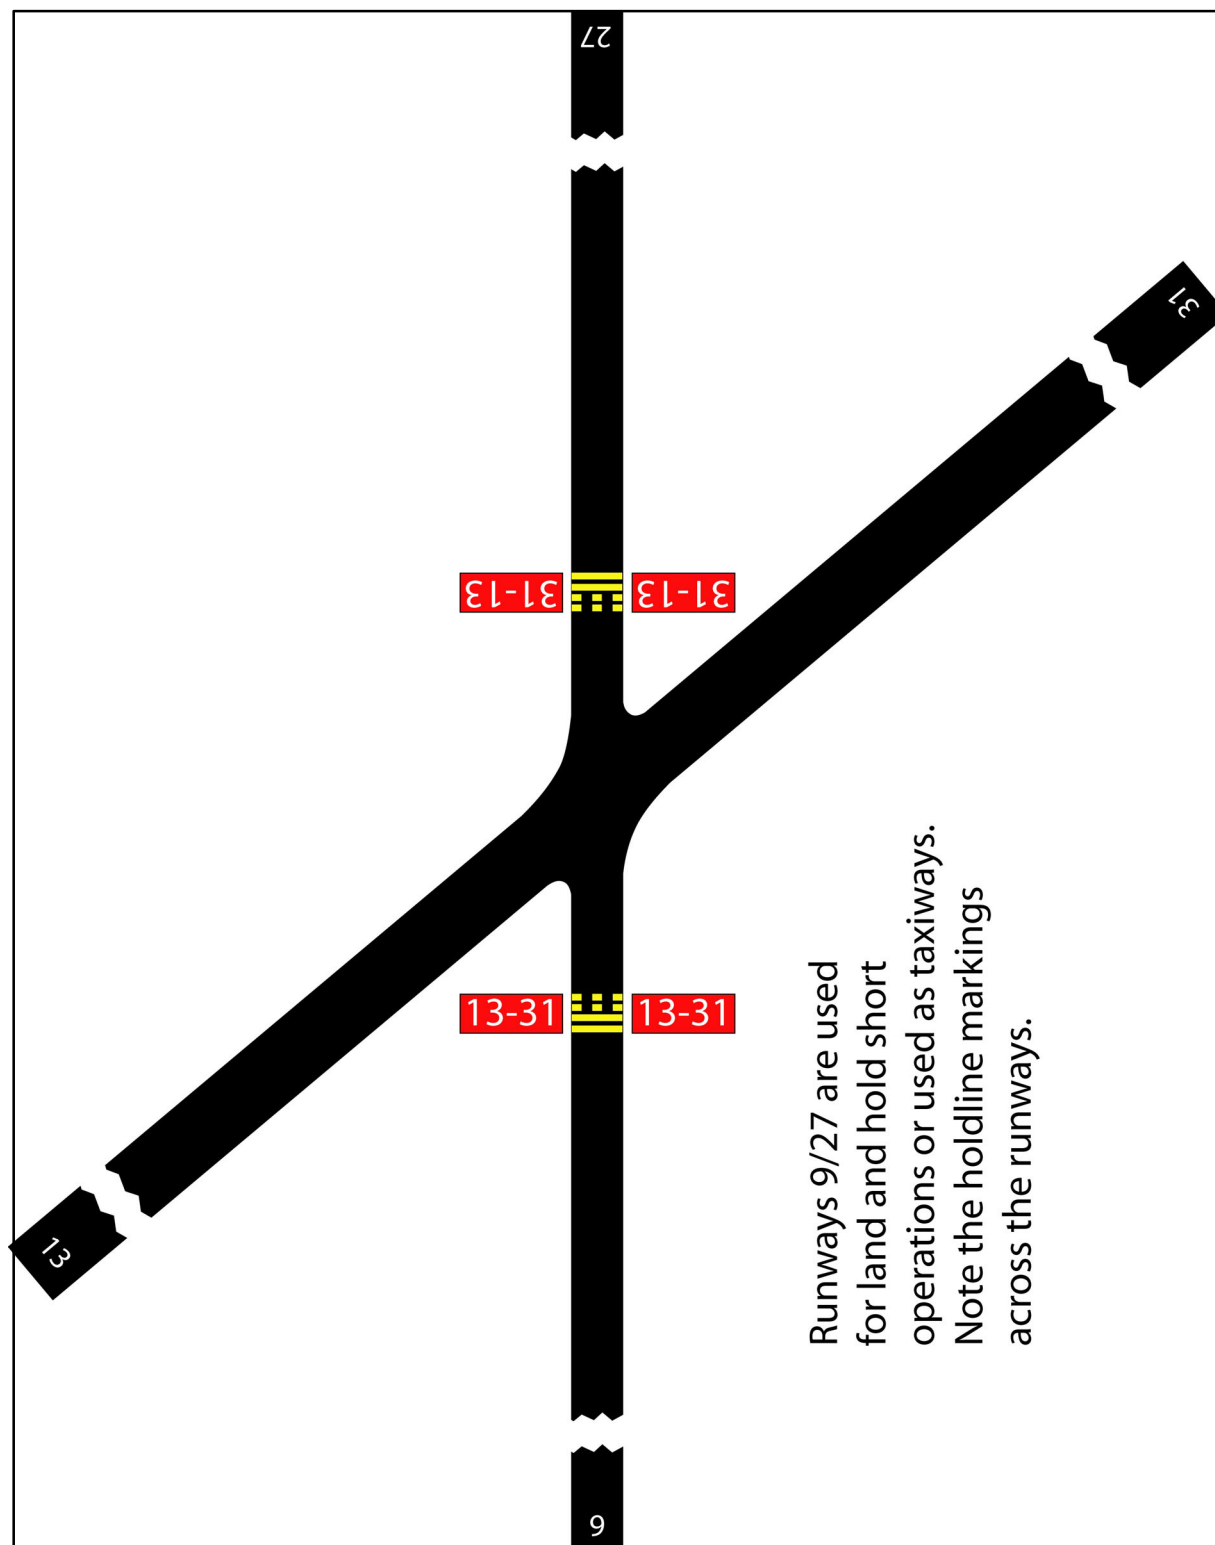 27
31
31-13
31-13
13-31
13-31
13
9
Runways 9/27 are used
for land and hold short
operations or used as taxiways.
Note the holdline markings
across the runways.